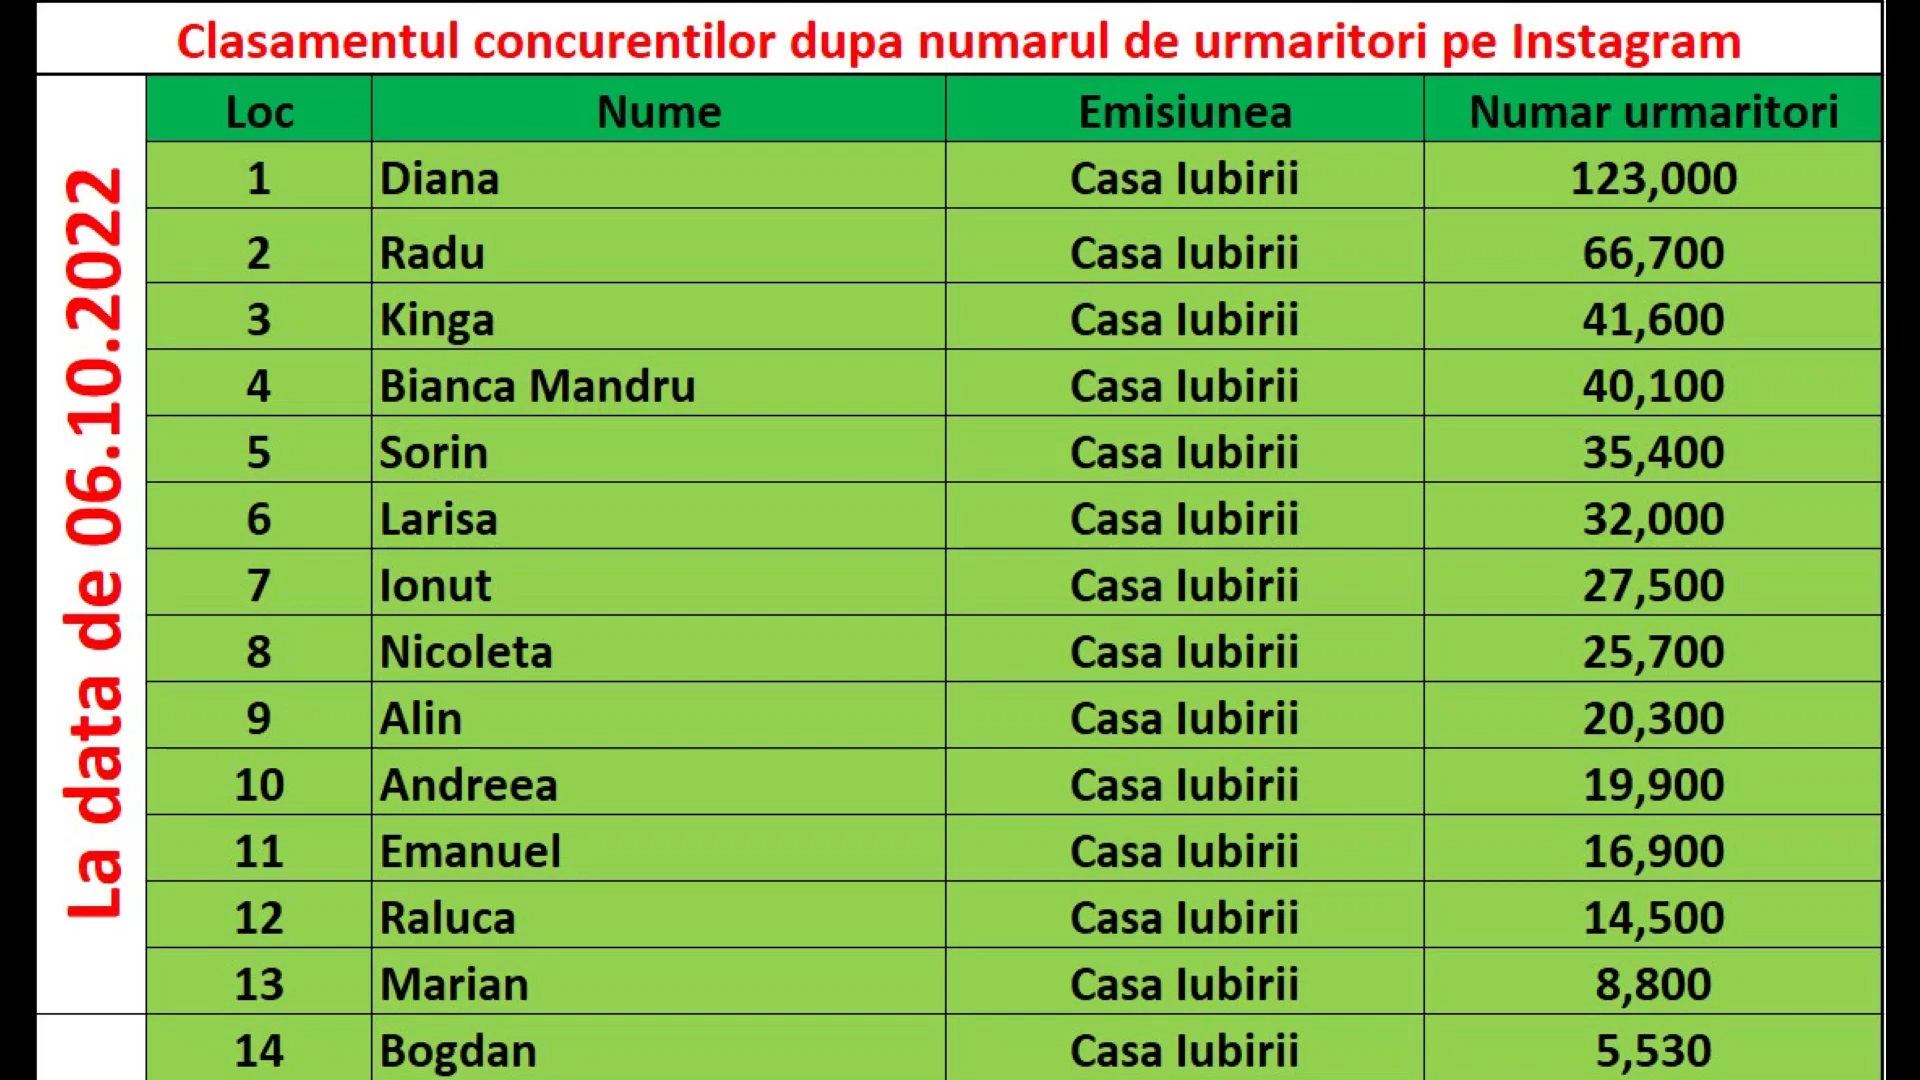 Clasamentul concurentilor dupa numarul de urmaritori pe Instagram
La data de 06.10.2022
Loc Nume Emisiunea Numar urmaritori
1 Diana Casa Iubirii 123,000
2 Radu Casa Iubirii 66,700
3 Kinga Casa Iubirii 41,600
4 Bianca Mandru Casa Iubirii 40,100
5 Sorin Casa Iubirii 35,400
6 Larisa Casa Iubirii 32,000
7 Ionut Casa Iubirii 27,500
8 Nicoleta Casa Iubirii 25,700
9 Alin Casa Iubirii 20,300
10 Andreea Casa Iubirii 19,900
11 Emanuel Casa Iubirii 16,900
12 Raluca Casa Iubirii 14,500
13 Marian Casa Iubirii 8,800
14 Bogdan Casa Iubirii 5,530